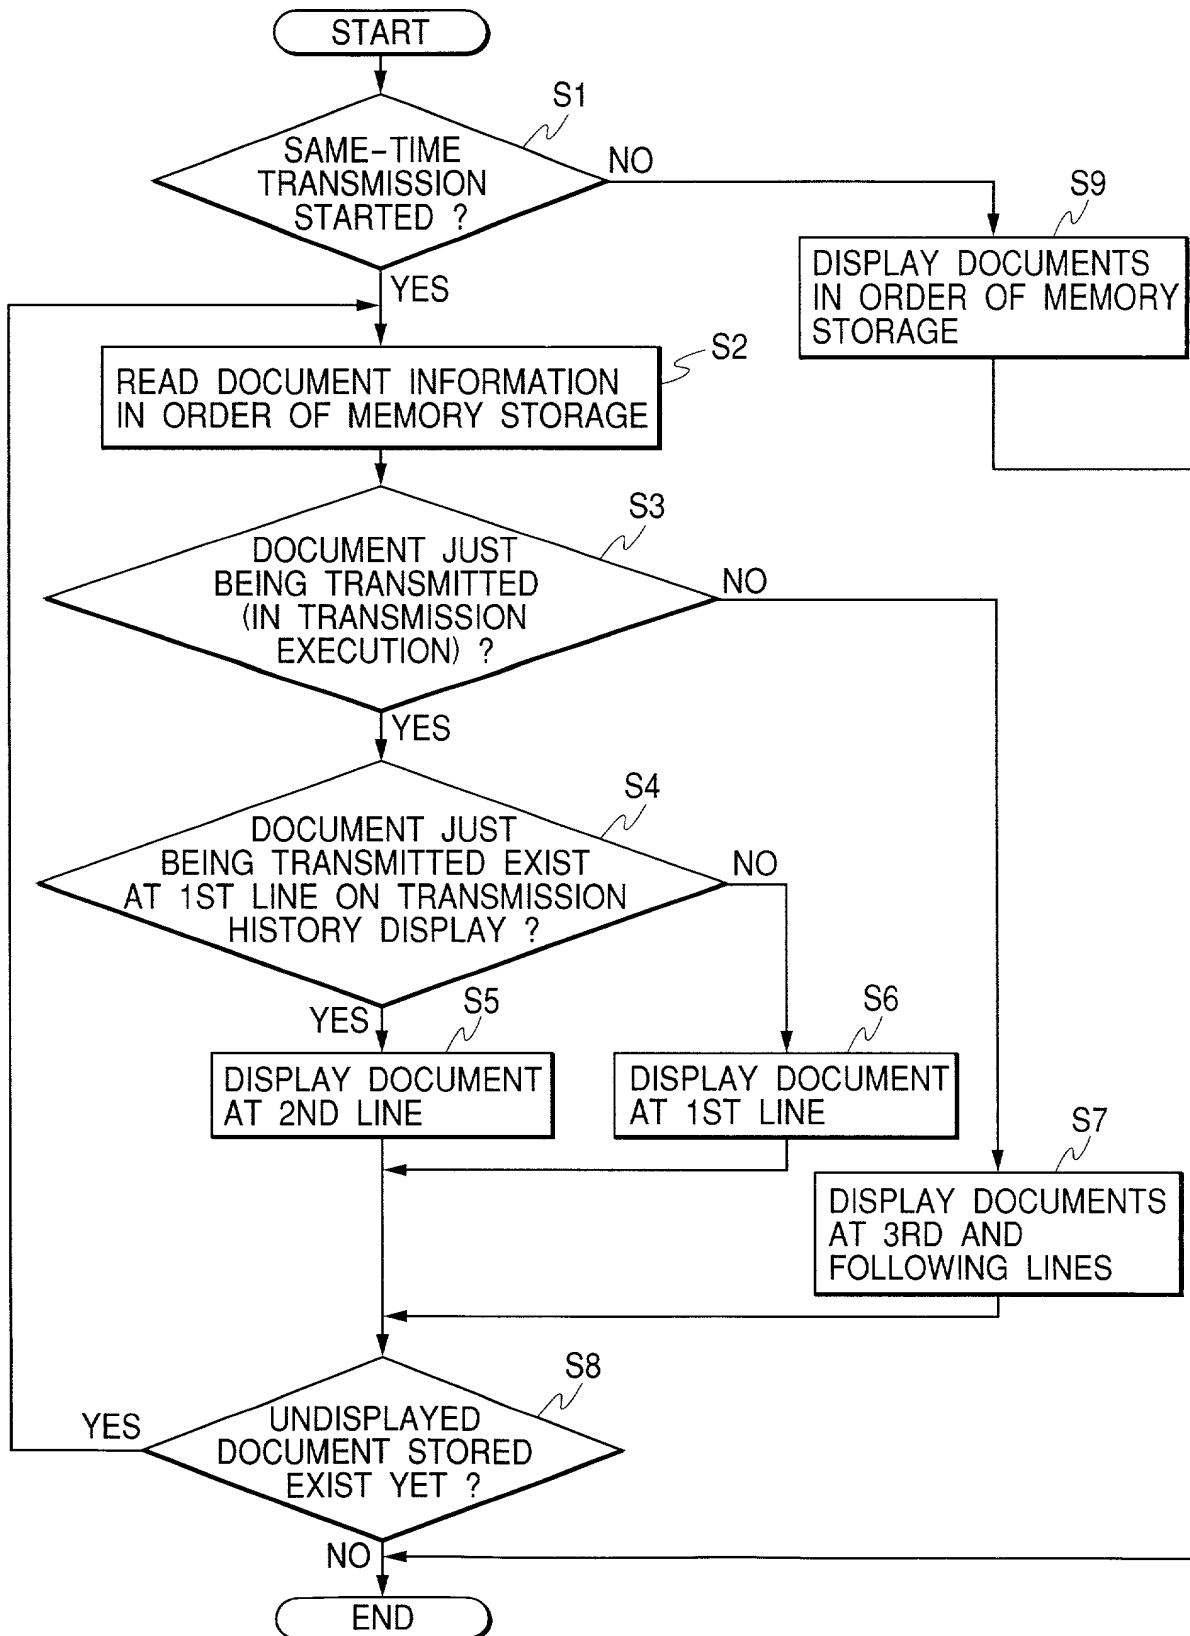 START
S1
SAME-TIME
TRANSMISSION
STARTED ?
NO
YES
S9
DISPLAY DOCUMENTS
IN ORDER OF MEMORY
STORAGE
S2
READ DOCUMENT INFORMATION
IN ORDER OF MEMORY STORAGE
S3
DOCUMENT JUST
BEING TRANSMITTED
(IN TRANSMISSION
EXECUTION) ?
NO
YES
S4
DOCUMENT JUST
BEING TRANSMITTED EXIST
AT 1ST LINE ON TRANSMISSION
HISTORY DISPLAY ?
NO
YES
S5
DISPLAY DOCUMENT
AT 2ND LINE
S6
DISPLAY DOCUMENT
AT 1ST LINE
S7
DISPLAY DOCUMENTS
AT 3RD AND
FOLLOWING LINES
S8
UNDISPLAYED
DOCUMENT STORED
EXIST YET ?
YES
NO
END